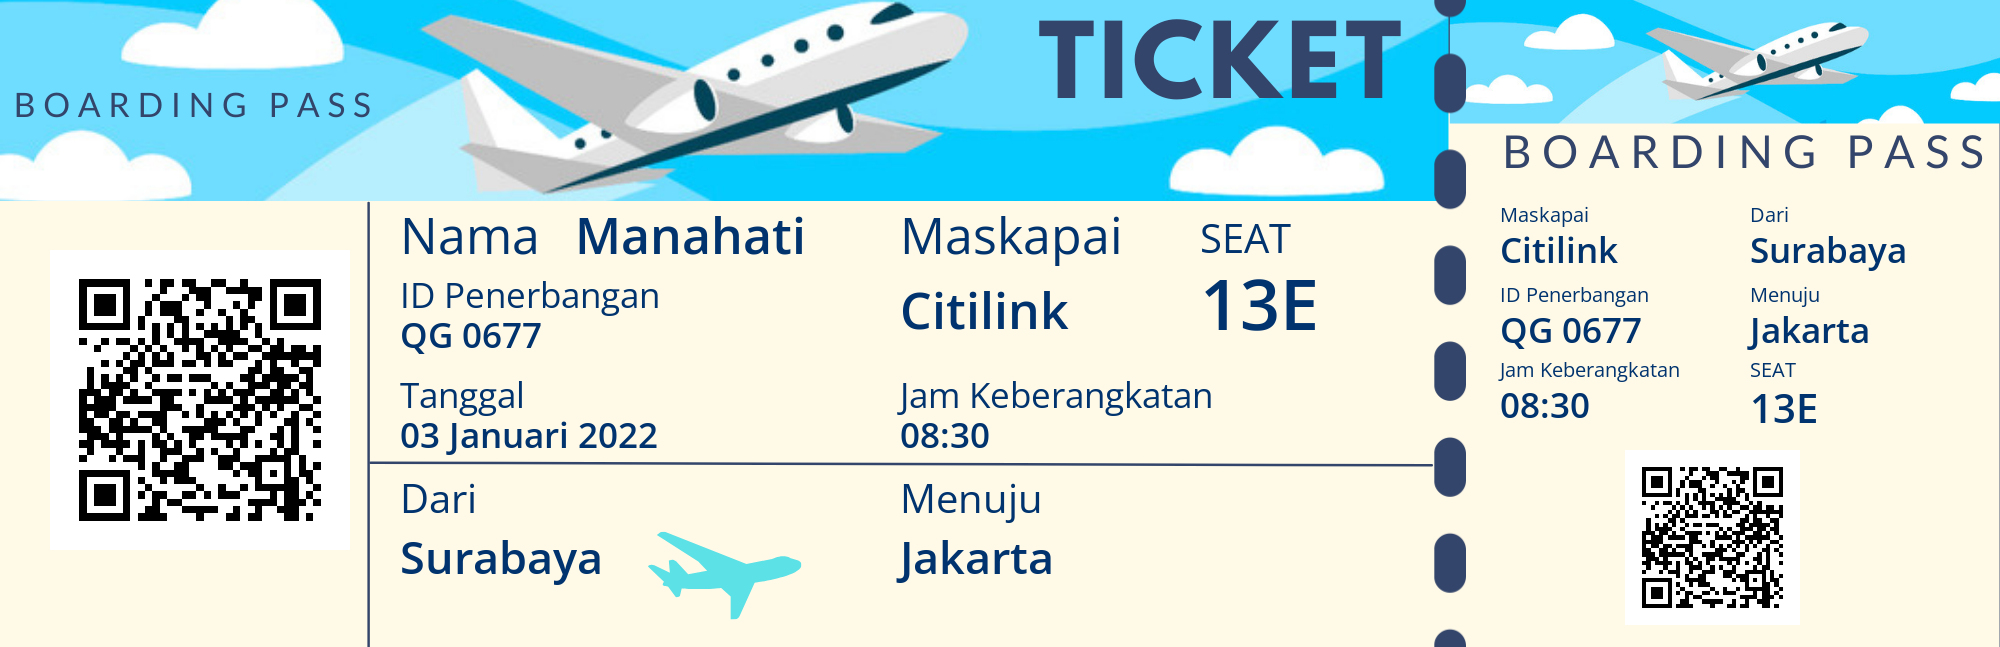 BOARDING PASS
TICKET
Nama Manahati
ID Penerbangan
QG 0677
Tanggal
03 Januari 2022
Maskapai
Citilink
SEAT
13E
Jam Keberangkatan
08:30
Dari
Surabaya
Menuju
Jakarta
BOARDING PASS
Maskapai
Citilink
Dari
Surabaya
ID Penerbangan
QG 0677
Menuju
Jakarta
Jam Keberangkatan
08:30
SEAT
13E